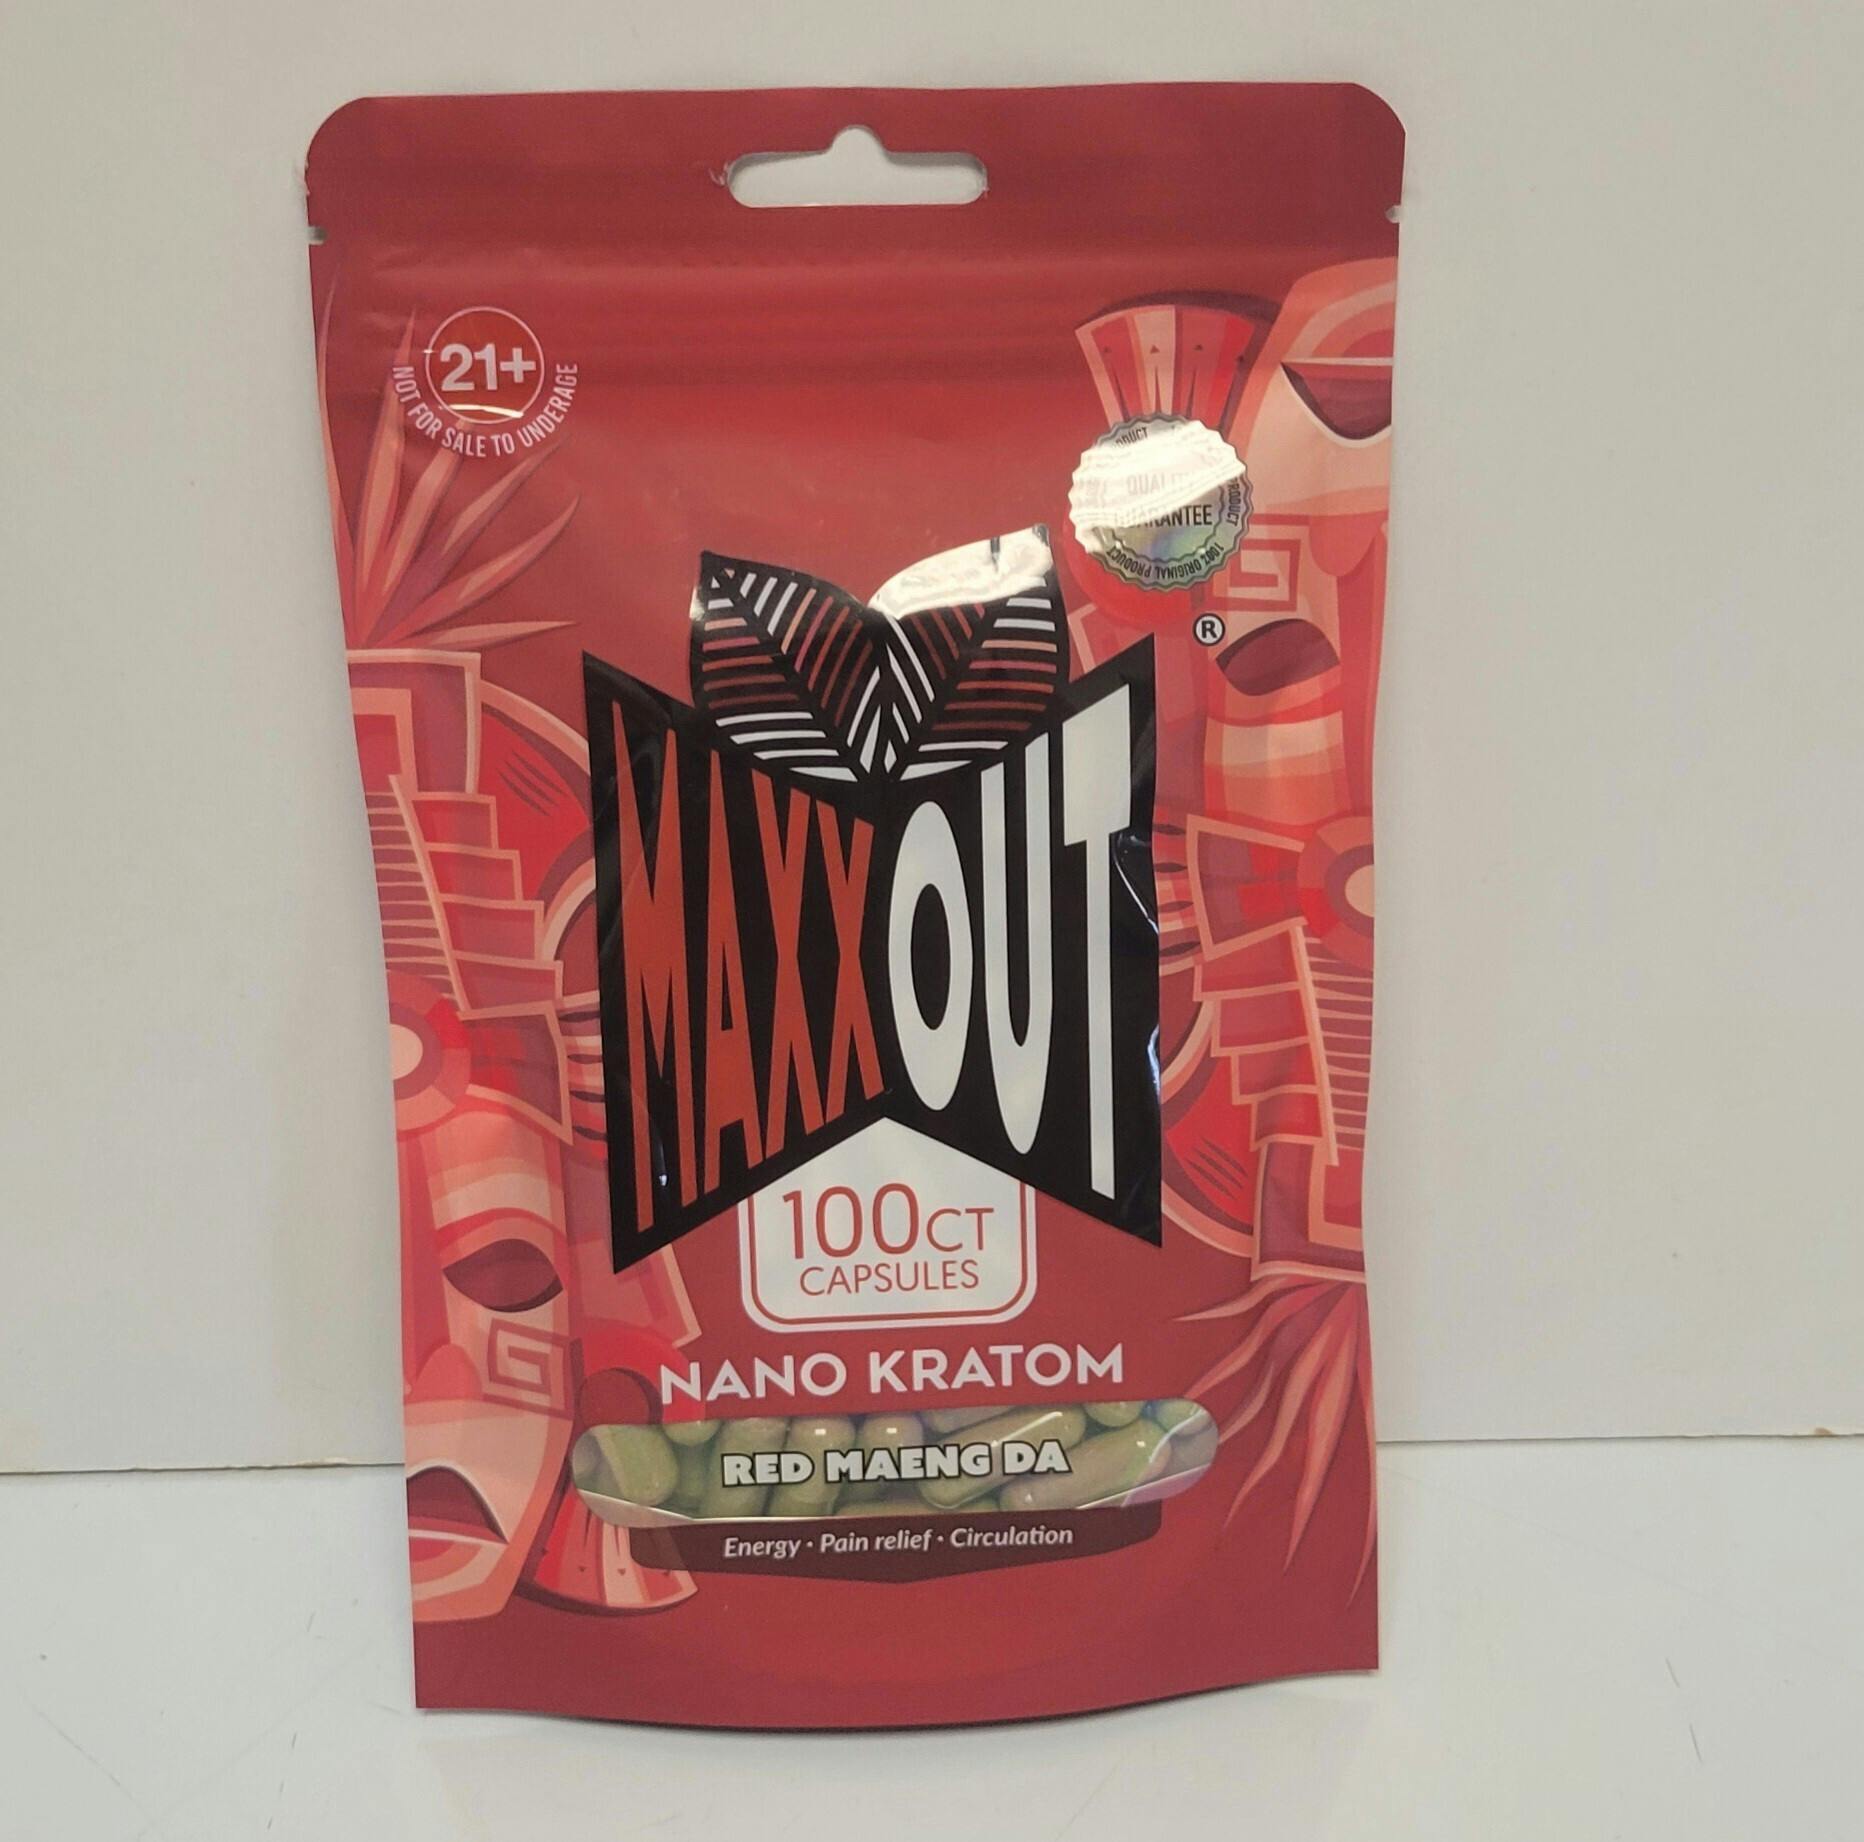 21+
NOT FOR SALE TO UNDERAGE
QUALITY
GUARANTEE
100% ORIGINAL PRODUCT
®
MAXXOUT
100CT
CAPSULES
NANO KRATOM
RED MAENG DA
Energy · Pain relief · Circulation